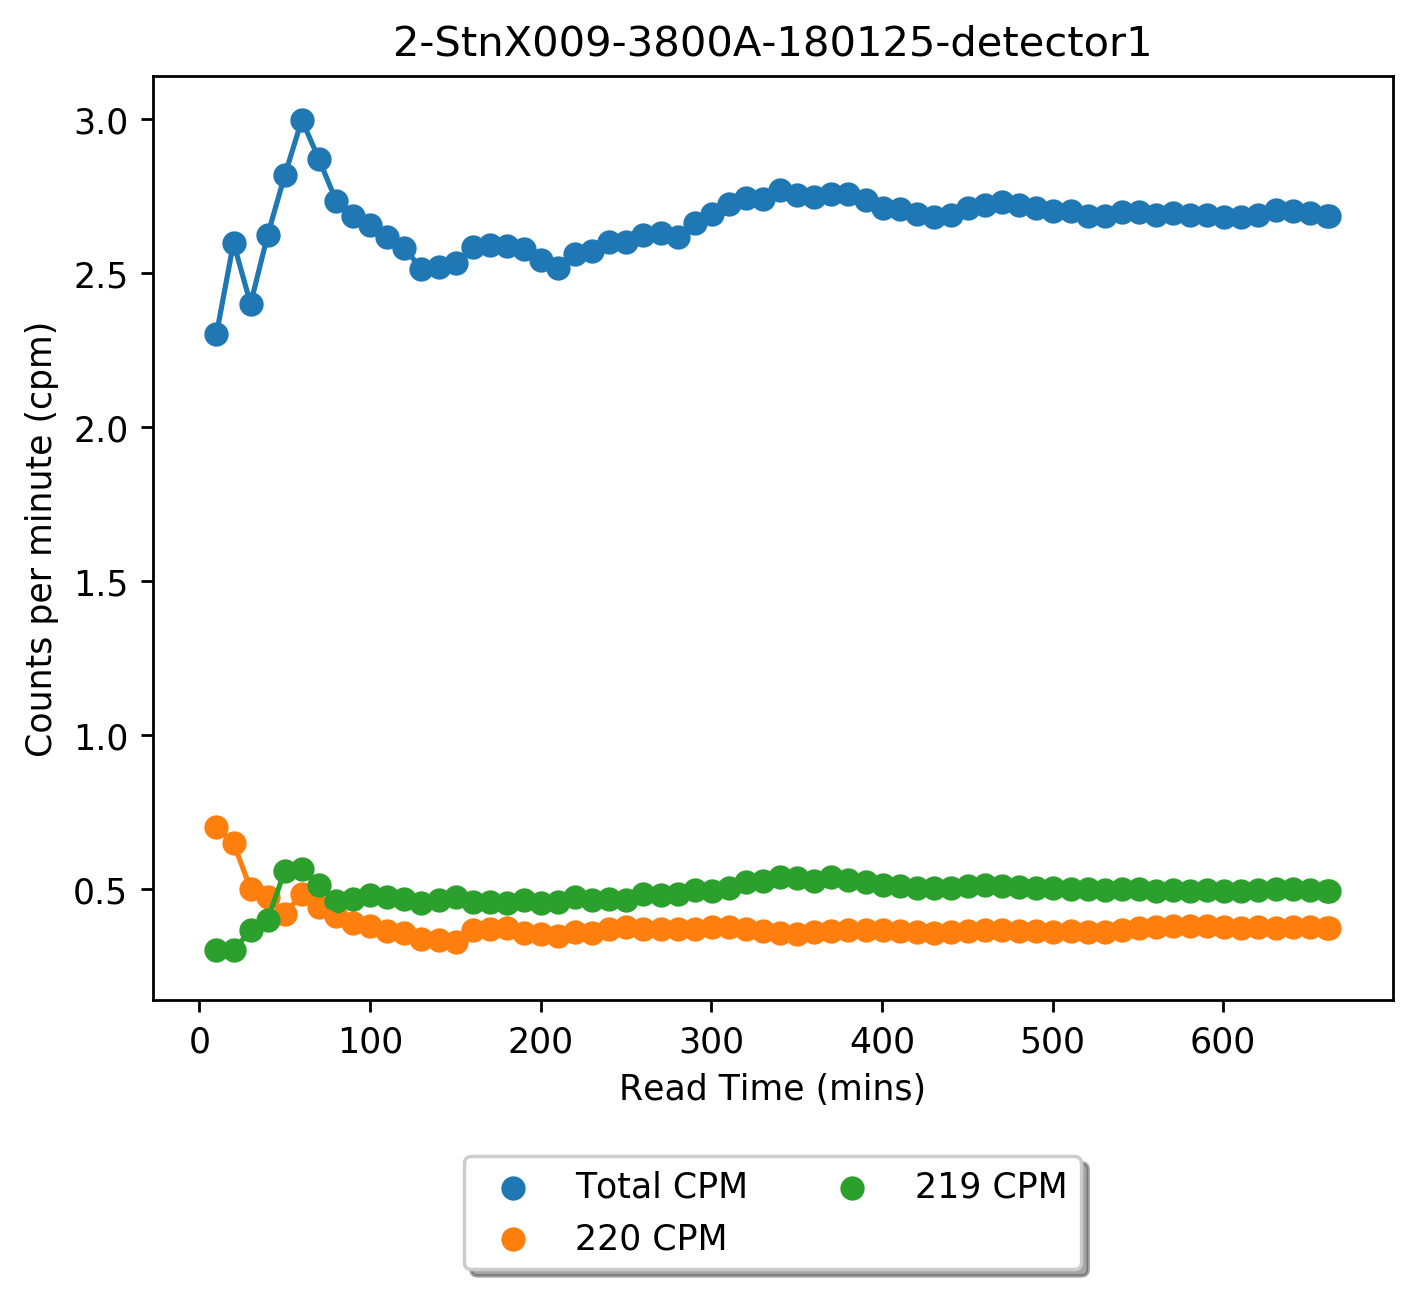 2-StnX009-3800A-180125-detector1
Counts per minute (cpm)
3.0
2.5
2.0
1.5
1.0
0.5
0 100 200 300 400 500 600
Read Time (mins)
Total CPM 219 CPM
220 CPM